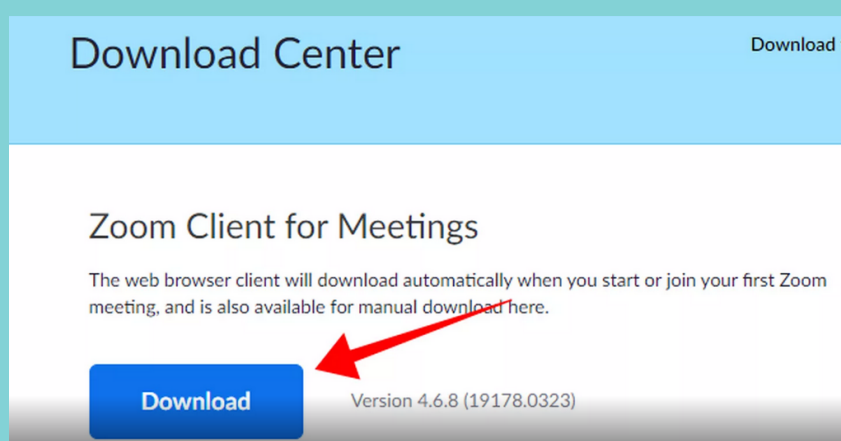 Download Center
Download
Zoom Client for Meetings
The web browser client will download automatically when you start or join your first Zoom
meeting, and is also available for manual download here.
Download
Version 4.6.8 (19178.0323)